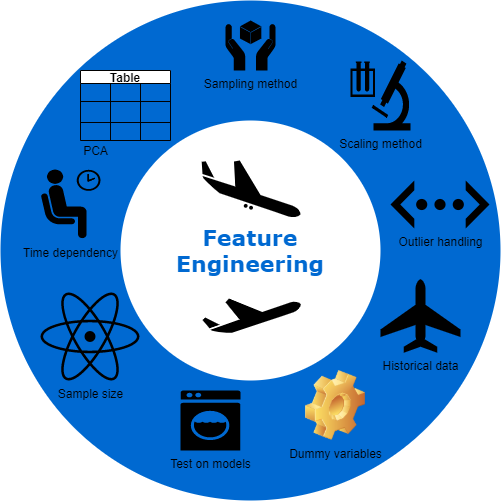 Sampling method
Table
Scaling method
PCA
Time dependency
Feature
Engineering
Outlier handling
Historical data
Sample size
Dummy variables
Test on models